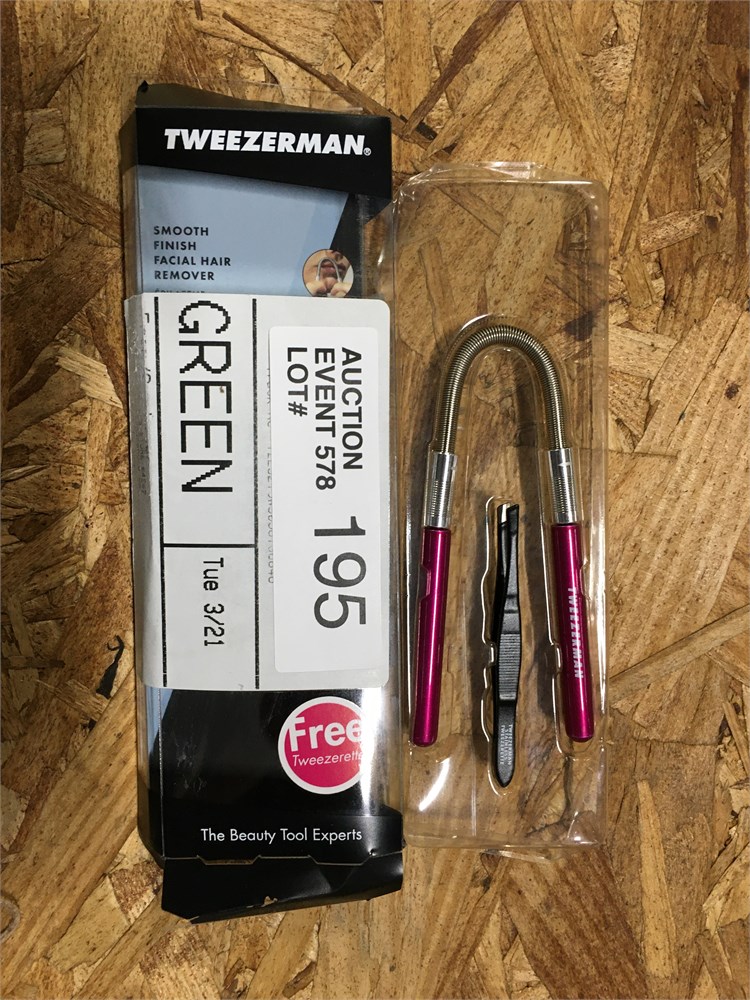 TWEEZERMAN®
SMOOTH
FINISH
FACIAL HAIR
REMOVER
GREEN
Tue 3/21
AUCTION
EVENT 578
LOT#
195
Free
Tweezerette
The Beauty Tool Experts
TWEEZERMAN
TWEEZERMAN